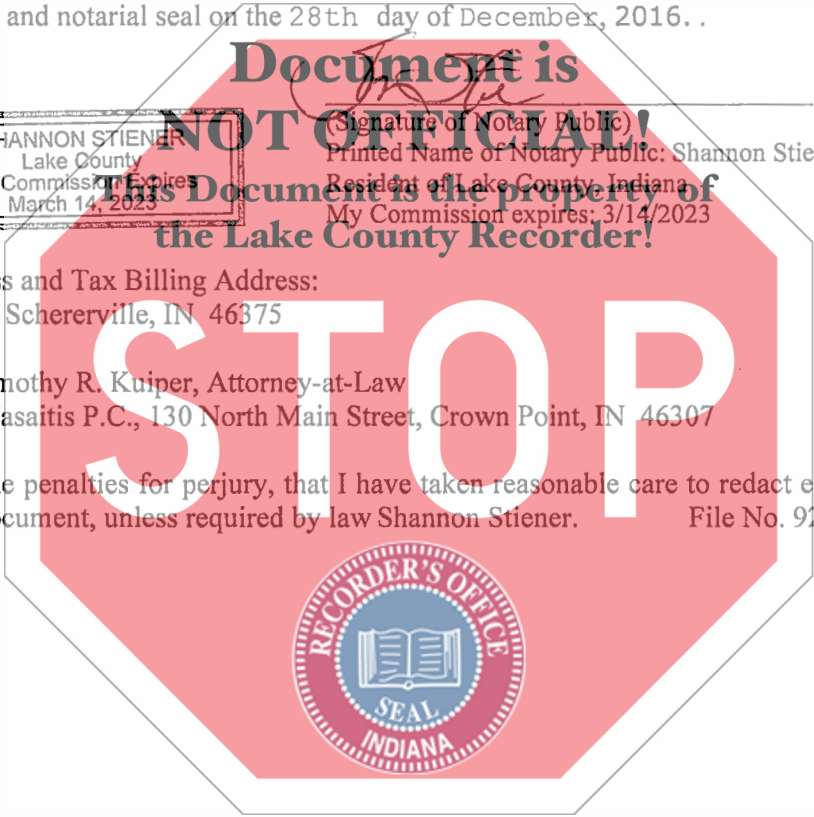 and notarial seal on the 28th day of December, 2016. .
Document is
NOT OFFICIAL!
This Document is the property of
the Lake County Recorder!
HANNON STIENER
Lake County
Commission Expires
March 14, 2023
(Signature of Notary Public)
Printed Name of Notary Public: Shannon Stie
Resident of Lake County, Indiana
My Commission expires: 3/14/2023
s and Tax Billing Address:
Schererville, IN 46375
STOP
mothy R. Kuiper, Attorney-at-Law
asaitis P.C., 130 North Main Street, Crown Point, IN 46307
e penalties for perjury, that I have taken reasonable care to redact e
cument, unless required by law Shannon Stiener. File No. 92
RECORDER'S OFFICE
SEAL
INDIANA